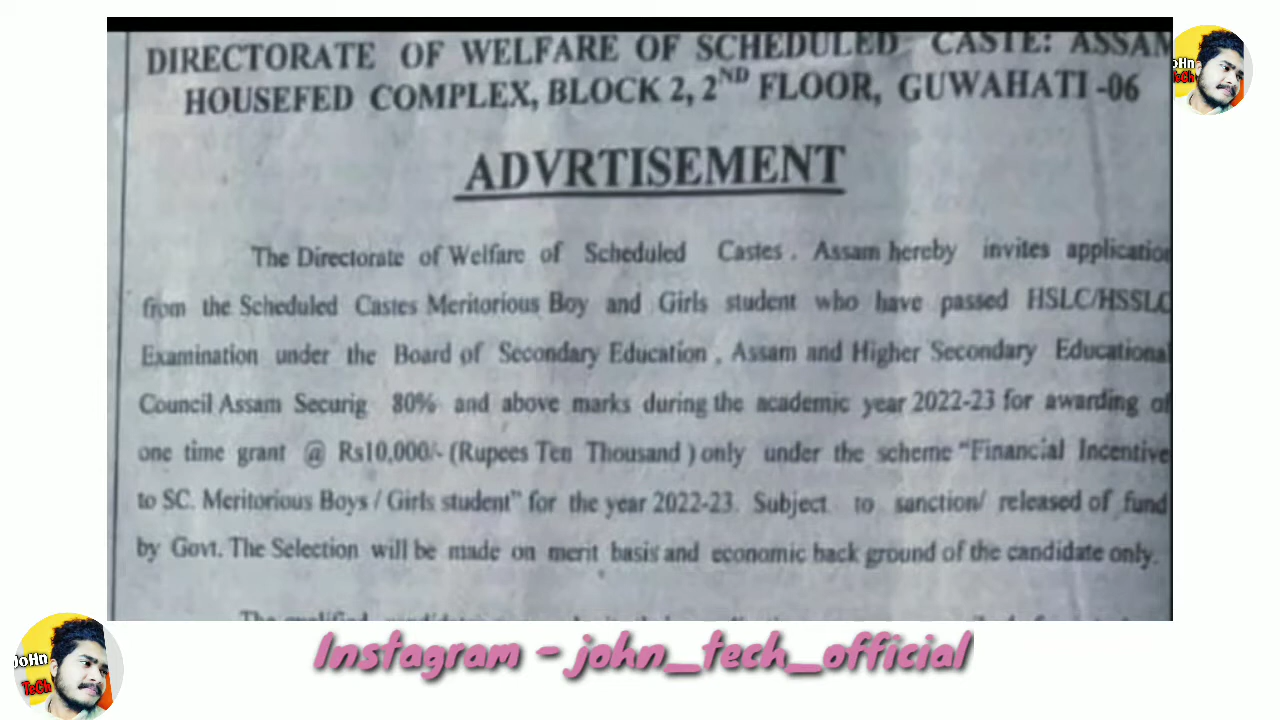 DIRECTORATE OF WELFARE OF SCHEDULED CASTE: ASSAM
HOUSEFED COMPLEX, BLOCK 2, 2ND FLOOR, GUWAHATI -06
ADVRTISEMENT
The Directorate of Welfare of Scheduled Castes . Assam hereby invites application
from the Scheduled Castes Meritorious Boy and Girls student who have passed HSLC/HSSLC
Examination under the Board of Secondary Education , Assam and Higher Secondary Educational
Council Assam Securig 80% and above marks during the academic year 2022-23 for awarding of
one time grant @ Rs10,000/- (Rupees Ten Thousand ) only under the scheme "Financial Incentive
to SC. Meritorious Boys / Girls student" for the year 2022-23. Subject to sanction/ released of fund
by Govt. The Selection will be made on merit basis and economic back ground of the candidate only.
Instagram - john_tech_official
JoHn
TeCh
JoHn
TeCh